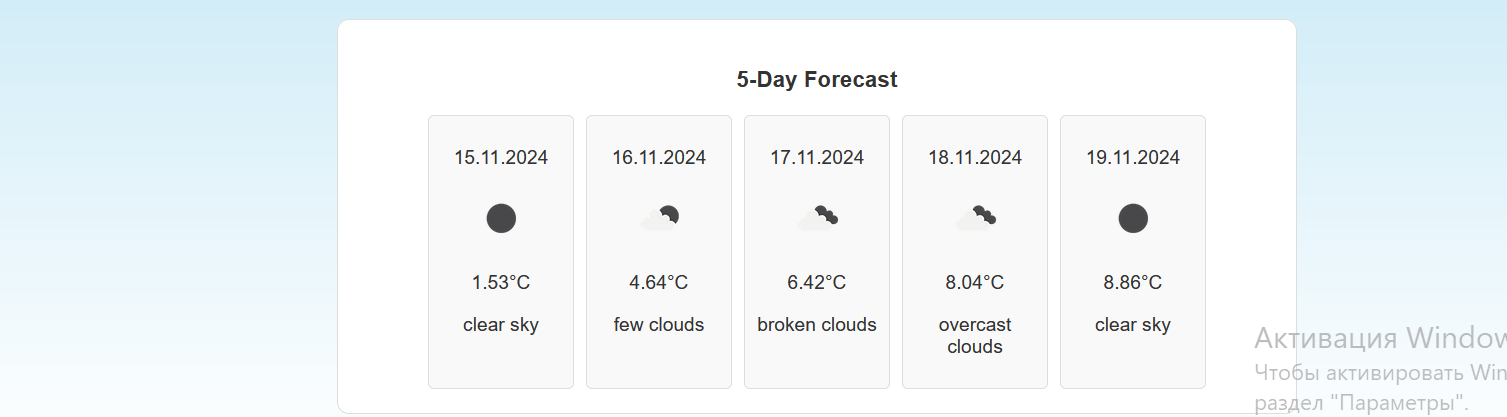 5-Day Forecast
15.11.2024
16.11.2024
17.11.2024
18.11.2024
19.11.2024
1.53°C
4.64°C
6.42°C
8.04°C
8.86°C
clear sky
few clouds
broken clouds
overcast
clouds
clear sky
Активация Window
Чтобы активировать Win
раздел "Параметры".